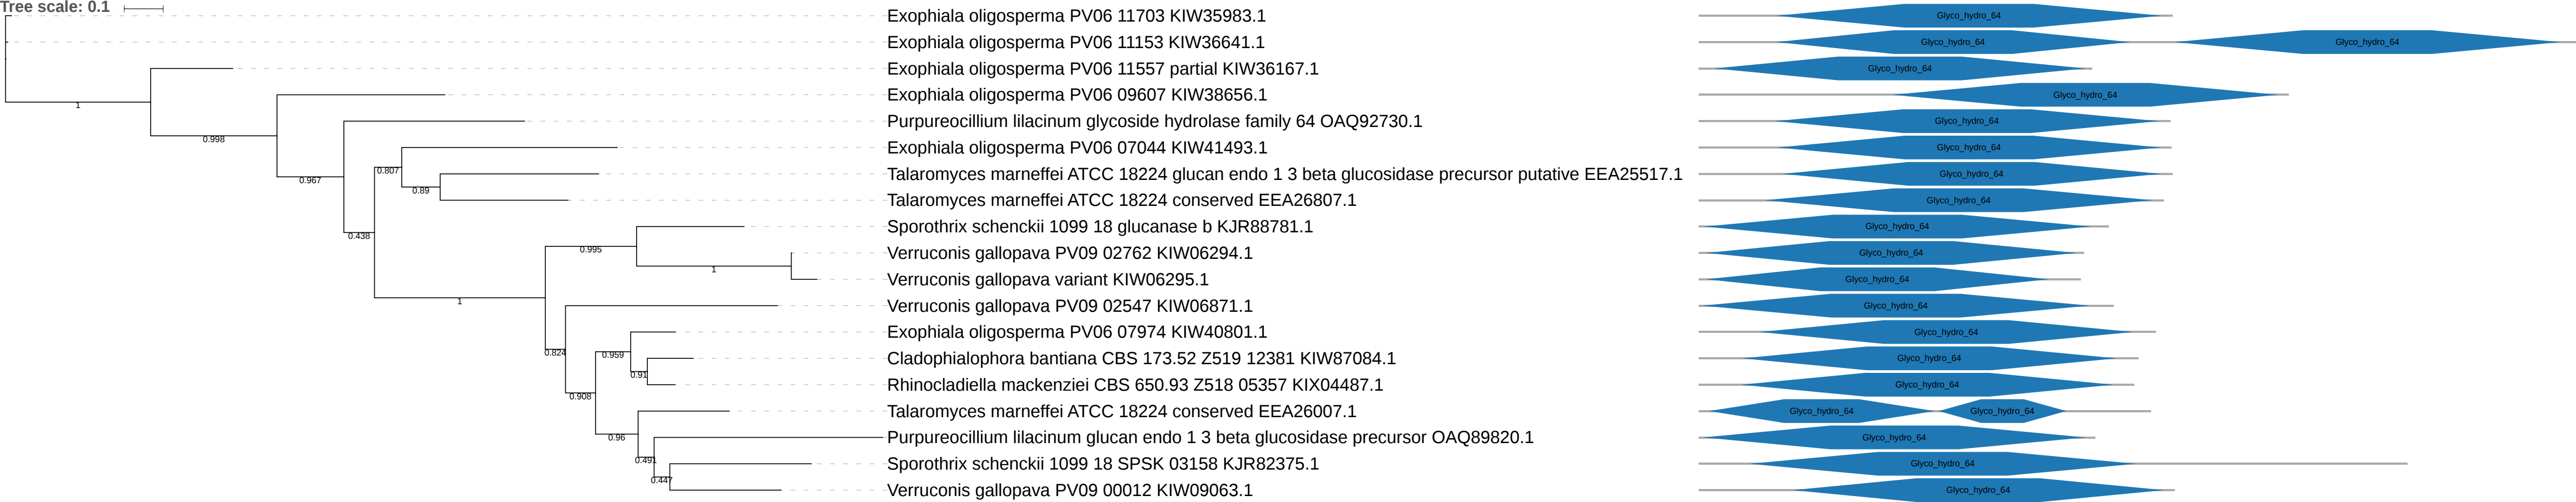 Tree scale: 0.1
Exophiala oligosperma PV06 11703 KIW35983.1 Glyco_hydro_64
Exophiala oligosperma PV06 11153 KIW36641.1 Glyco_hydro_64 Glyco_hydro_64
Exophiala oligosperma PV06 11557 partial KIW36167.1 Glyco_hydro_64
Exophiala oligosperma PV06 09607 KIW38656.1 Glyco_hydro_64
1
Purpureocillium lilacinum glycoside hydrolase family 64 OAQ92730.1 Glyco_hydro_64
0.998
Exophiala oligosperma PV06 07044 KIW41493.1 Glyco_hydro_64
0.807
Talaromyces marneffei ATCC 18224 glucan endo 1 3 beta glucosidase precursor putative EEA25517.1 Glyco_hydro_64
0.967
0.89
Talaromyces marneffei ATCC 18224 conserved EEA26807.1 Glyco_hydro_64
Sporothrix schenckii 1099 18 glucanase b KJR88781.1 Glyco_hydro_64
0.438
0.995
Verruconis gallopava PV09 02762 KIW06294.1 Glyco_hydro_64
1
Verruconis gallopava variant KIW06295.1 Glyco_hydro_64
1
Verruconis gallopava PV09 02547 KIW06871.1 Glyco_hydro_64
Exophiala oligosperma PV06 07974 KIW40801.1 Glyco_hydro_64
0.824
0.959
Cladophialophora bantiana CBS 173.52 Z519 12381 KIW87084.1 Glyco_hydro_64
0.91
Rhinocladiella mackenziei CBS 650.93 Z518 05357 KIX04487.1 Glyco_hydro_64
0.908
Talaromyces marneffei ATCC 18224 conserved EEA26007.1 Glyco_hydro_64 Glyco_hydro_64
0.96
Purpureocillium lilacinum glucan endo 1 3 beta glucosidase precursor OAQ89820.1 Glyco_hydro_64
0.491
Sporothrix schenckii 1099 18 SPSK 03158 KJR82375.1 Glyco_hydro_64
0.447
Verruconis gallopava PV09 00012 KIW09063.1 Glyco_hydro_64